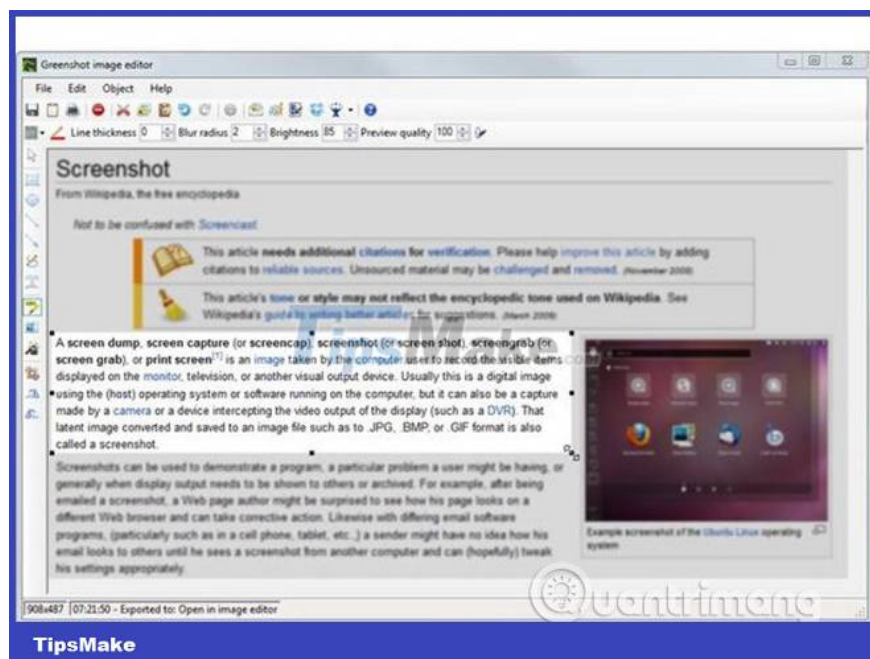 Greenshot image editor
File Edit Object Help
Line thickness 0 Blur radius 2 Brightness 85 Preview quality 100
Screenshot
From Wikipedia, the free encyclopedia
Not to be confused with Screencast.
This article needs additional citations for verification. Please help improve this article by adding
citations to reliable sources. Unsourced material may be challenged and removed. (November 2009)
This article's tone or style may not reflect the encyclopedic tone used on Wikipedia. See
Wikipedia's guide to writing better articles for suggestions. (March 2009)
TipsMake.com
A screen dump, screen capture (or screencap), screenshot (or screen shot), screengrab (or
screen grab), or print screen[1] is an image taken by the computer user to record the visible items
displayed on the monitor, television, or another visual output device. Usually this is a digital image
using the (host) operating system or software running on the computer, but it can also be a capture
made by a camera or a device intercepting the video output of the display (such as a DVR). That
latent image converted and saved to an image file such as to .JPG, .BMP, or .GIF format is also
called a screenshot.
Screenshots can be used to demonstrate a program, a particular problem a user might be having, or
generally when display output needs to be shown to others or archived. For example, after being
emailed a screenshot, a Web page author might be surprised to see how his page looks on a
different Web browser and can take corrective action. Likewise with differing email software
programs, (particularly such as in a cell phone, tablet, etc..) a sender might have no idea how his
email looks to others until he sees a screenshot from another computer and can (hopefully) tweak
his settings appropriately.
Example screenshot of the Ubuntu Linux operating
system
908x487 07:21:50 - Exported to: Open in image editor
Quantrimang
TipsMake